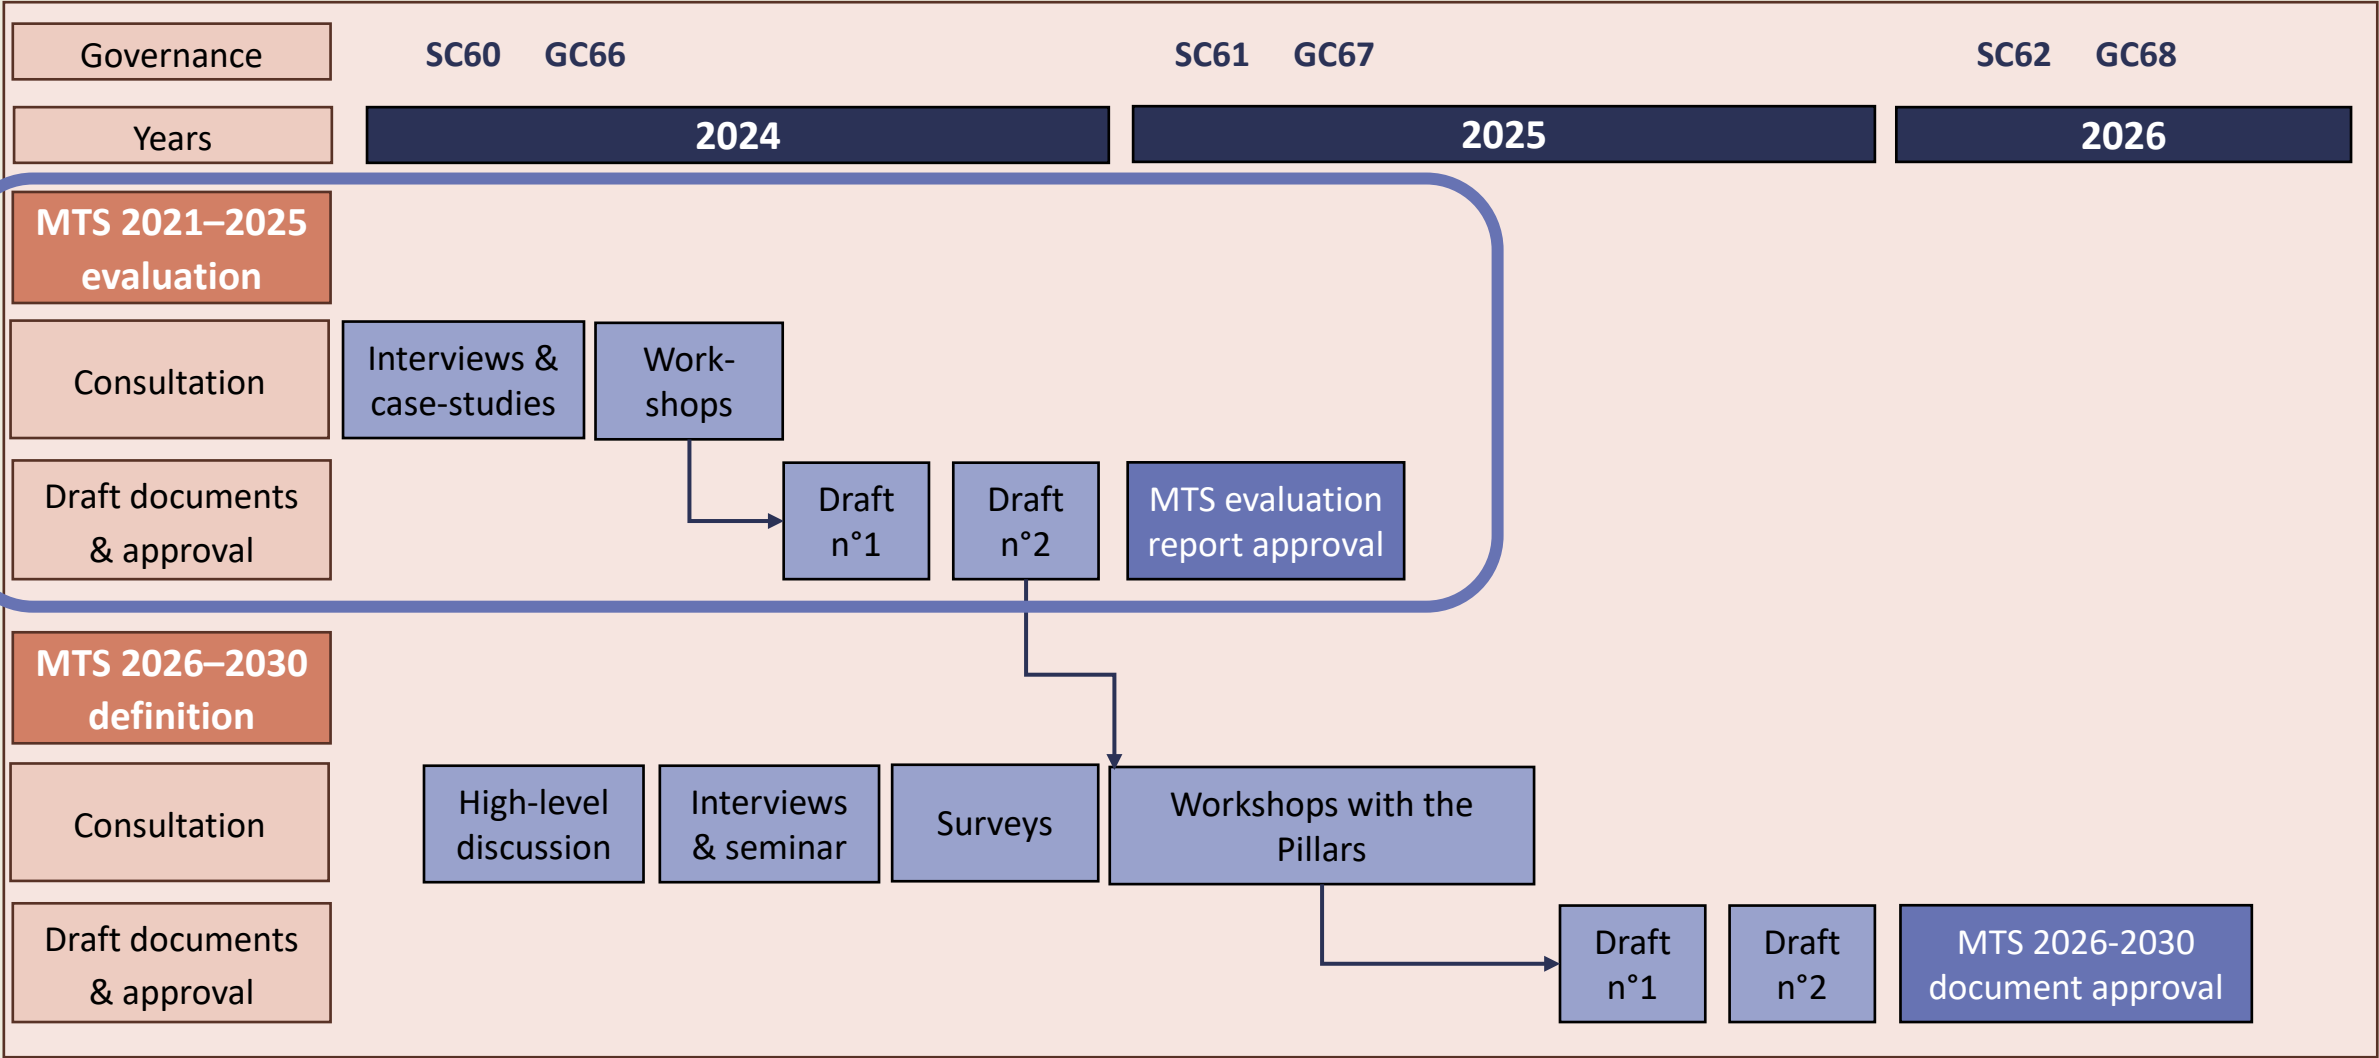 Governance
SC60 GC66 SC61 GC67 SC62 GC68
Years
2024 2025 2026
MTS 2021–2025
evaluation
Consultation
Interviews &
case-studies
Work-
shops
Draft documents
& approval
Draft
n°1
Draft
n°2
MTS evaluation
report approval
MTS 2026–2030
definition
Consultation
High-level
discussion
Interviews
& seminar
Surveys
Workshops with the
Pillars
Draft documents
& approval
Draft
n°1
Draft
n°2
MTS 2026-2030
document approval